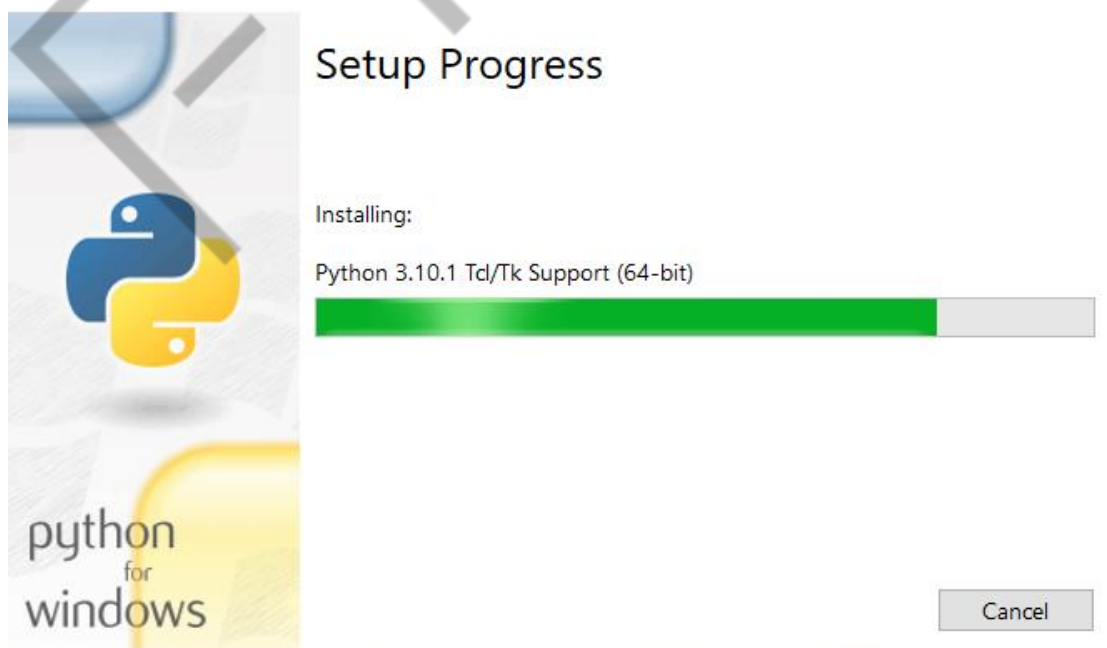 Setup Progress
Installing:
Python 3.10.1 Tcl/Tk Support (64-bit)
python
for
windows
Cancel